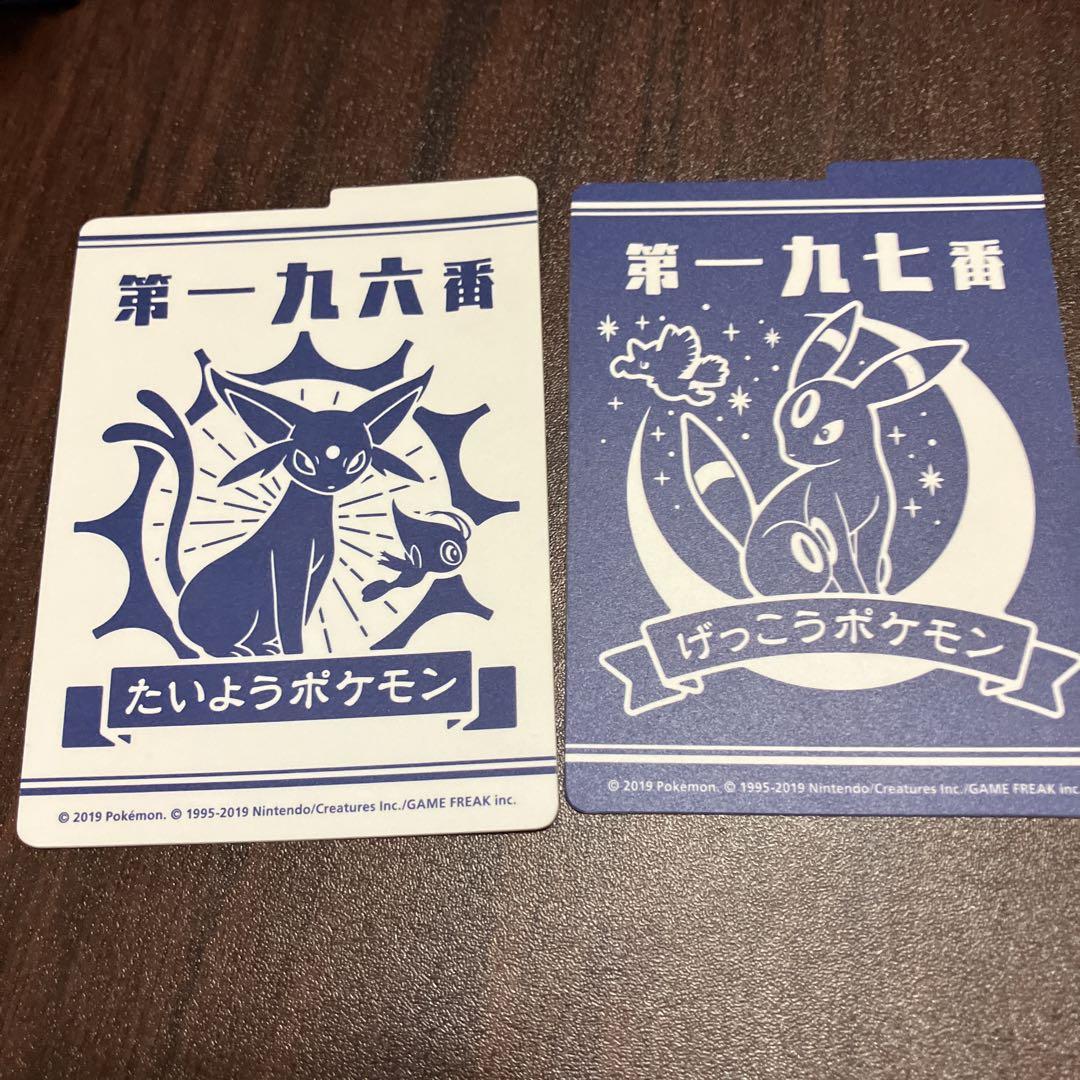 第一九六番
たいようポケモン
© 2019 Pokémon. © 1995-2019 Nintendo/Creatures Inc./GAME FREAK inc.
第一九七番
げっこうポケモン
© 2019 Pokémon. © 1995-2019 Nintendo/Creatures Inc./GAME FREAK inc.